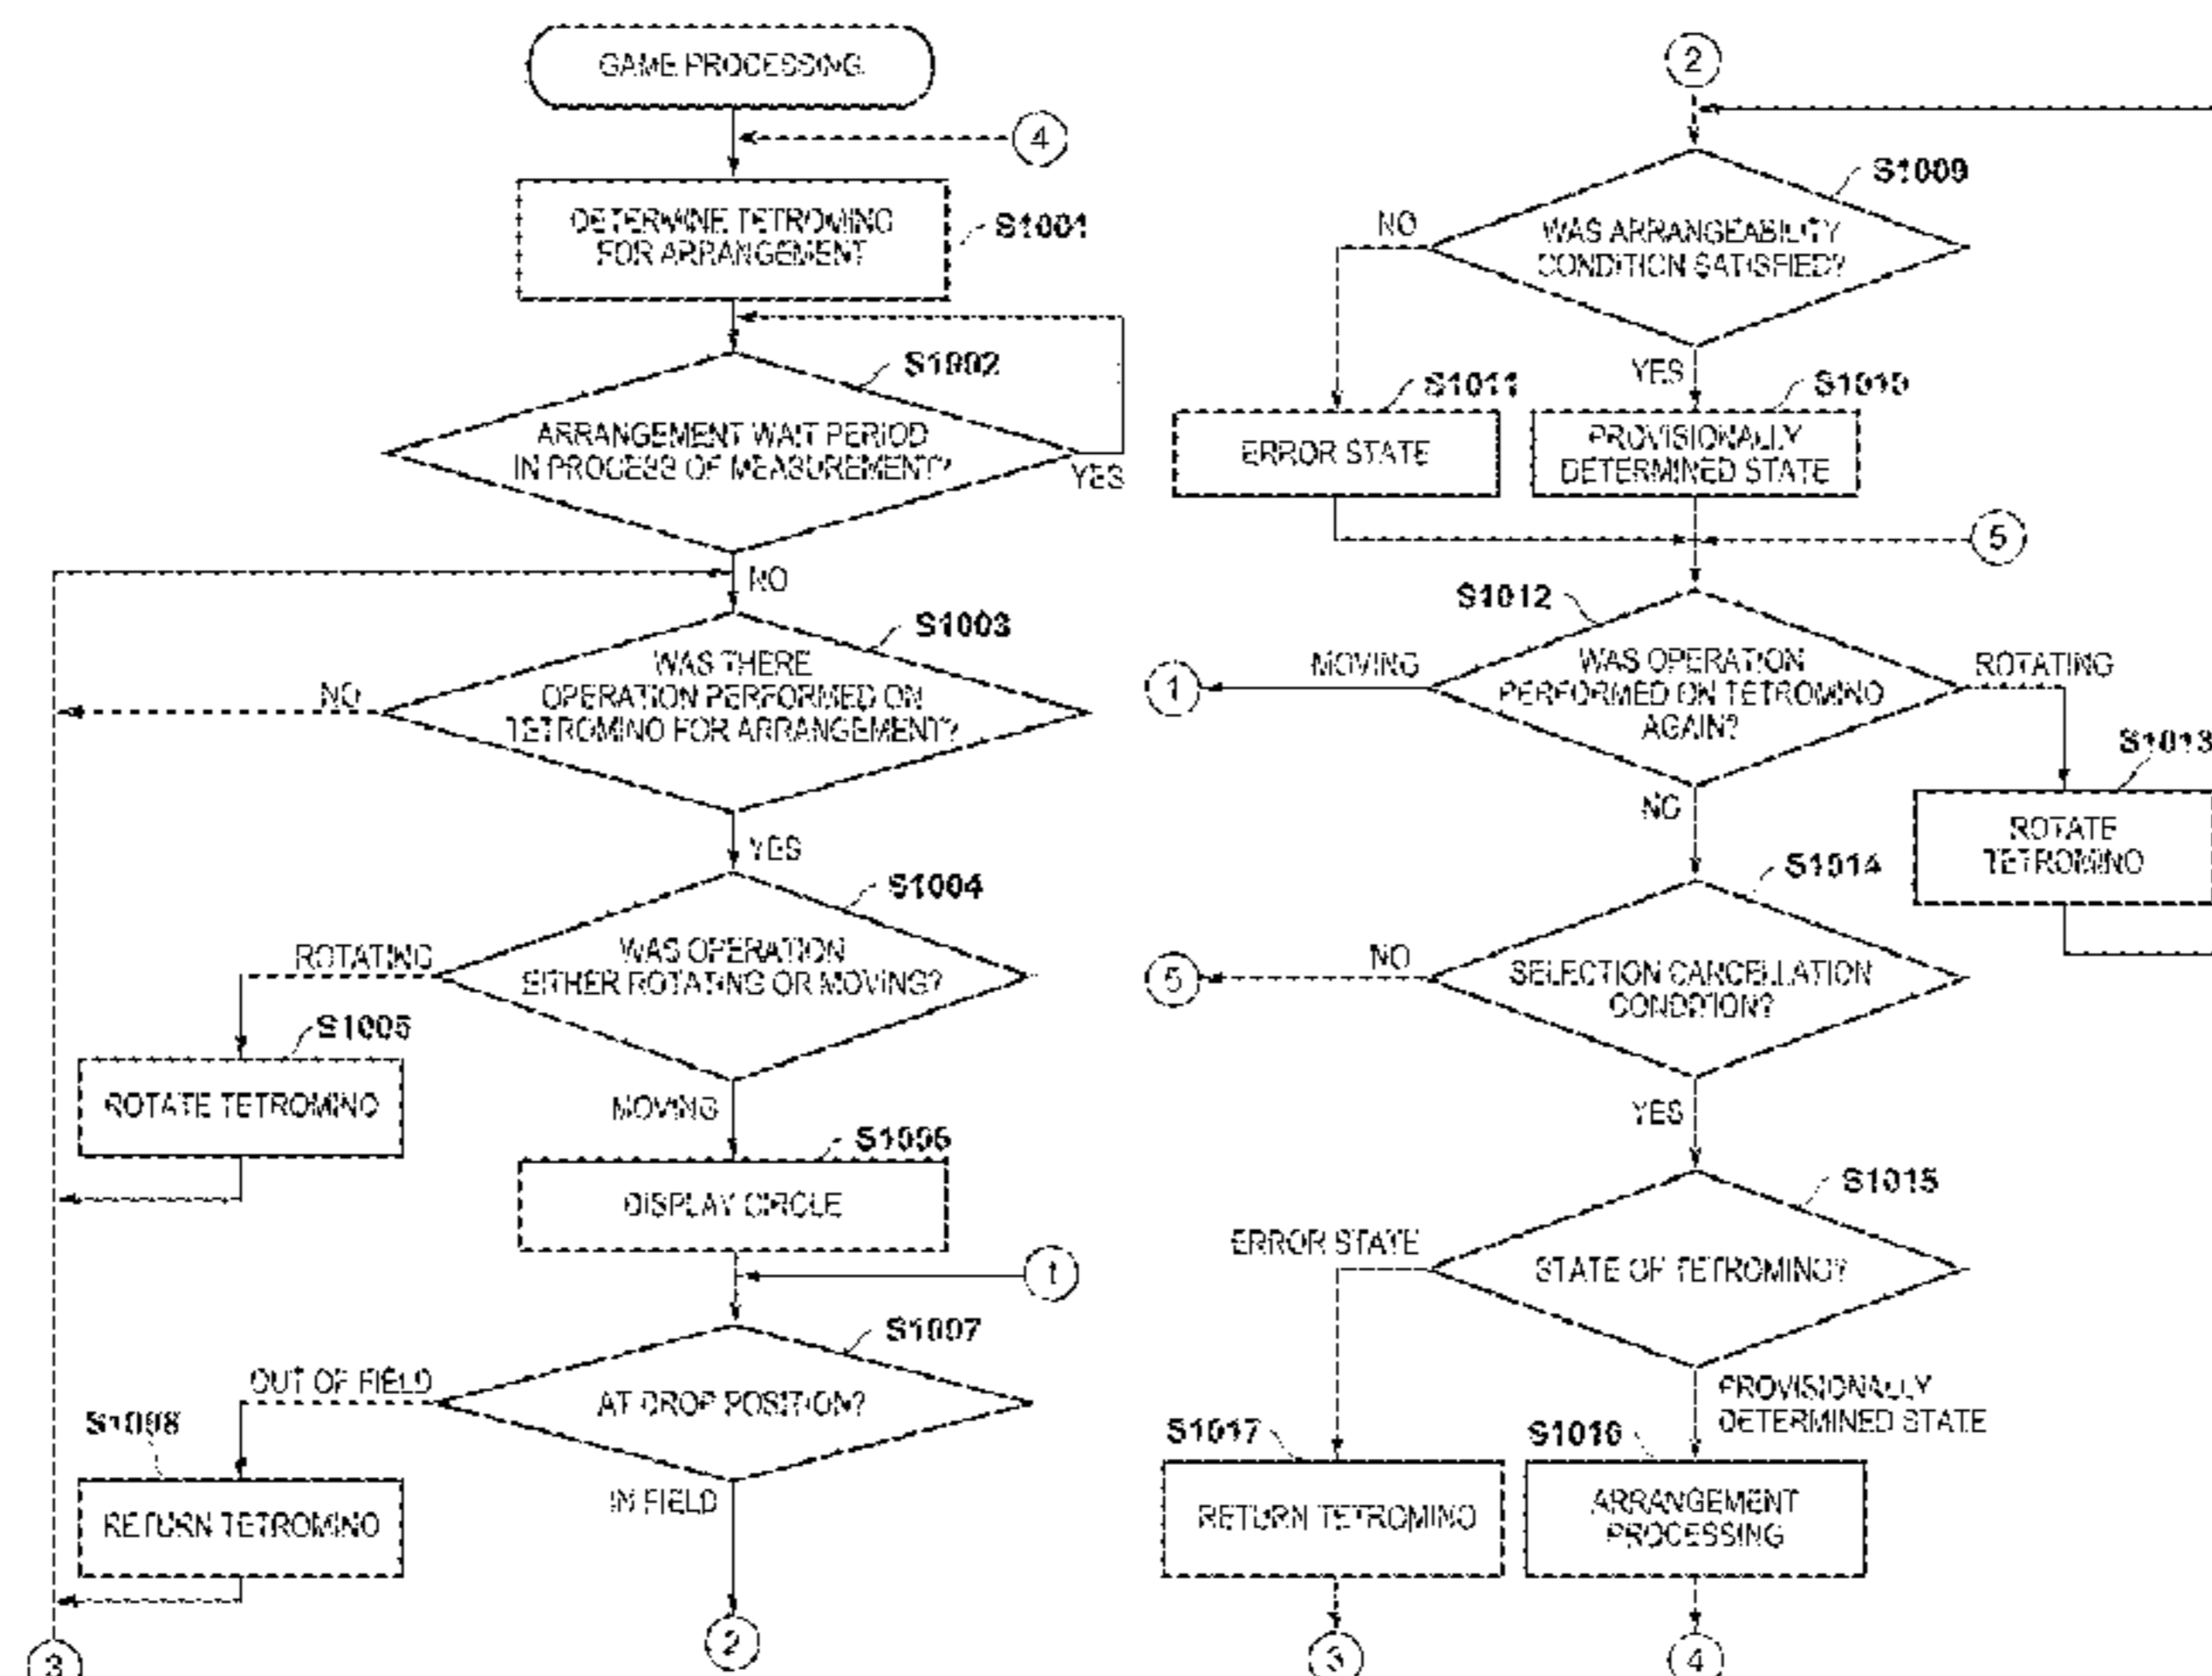 GAME PROCESSING
4
DETERMINE TETROMINO
FOR ARRANGEMENT
S1001
S1002
ARRANGEMENT WAIT PERIOD
IN PROCESS OF MEASUREMENT?
YES
NO
S1003
WAS THERE
OPERATION PERFORMED ON
TETROMINO FOR ARRANGEMENT?
NO
YES
S1004
WAS OPERATION
EITHER ROTATING OR MOVING?
ROTATING
S1005
ROTATE TETROMINO
MOVING
S1006
DISPLAY CIRCLE
1
S1007
AT DROP POSITION?
OUT OF FIELD
S1008
RETURN TETROMINO
IN FIELD
2
3
2
S1009
WAS ARRANGEABILITY
CONDITION SATISFIED?
NO
YES
S1011
ERROR STATE
S1010
PROVISIONALLY
DETERMINED STATE
5
S1012
WAS OPERATION
PERFORMED ON TETROMINO
AGAIN?
MOVING
1
ROTATING
S1013
ROTATE
TETROMINO
NO
S1014
SELECTION CANCELLATION
CONDITION?
NO
5
YES
S1015
STATE OF TETROMINO?
ERROR STATE
PROVISIONALLY
DETERMINED STATE
S1017
RETURN TETROMINO
S1016
ARRANGEMENT
PROCESSING
3
4